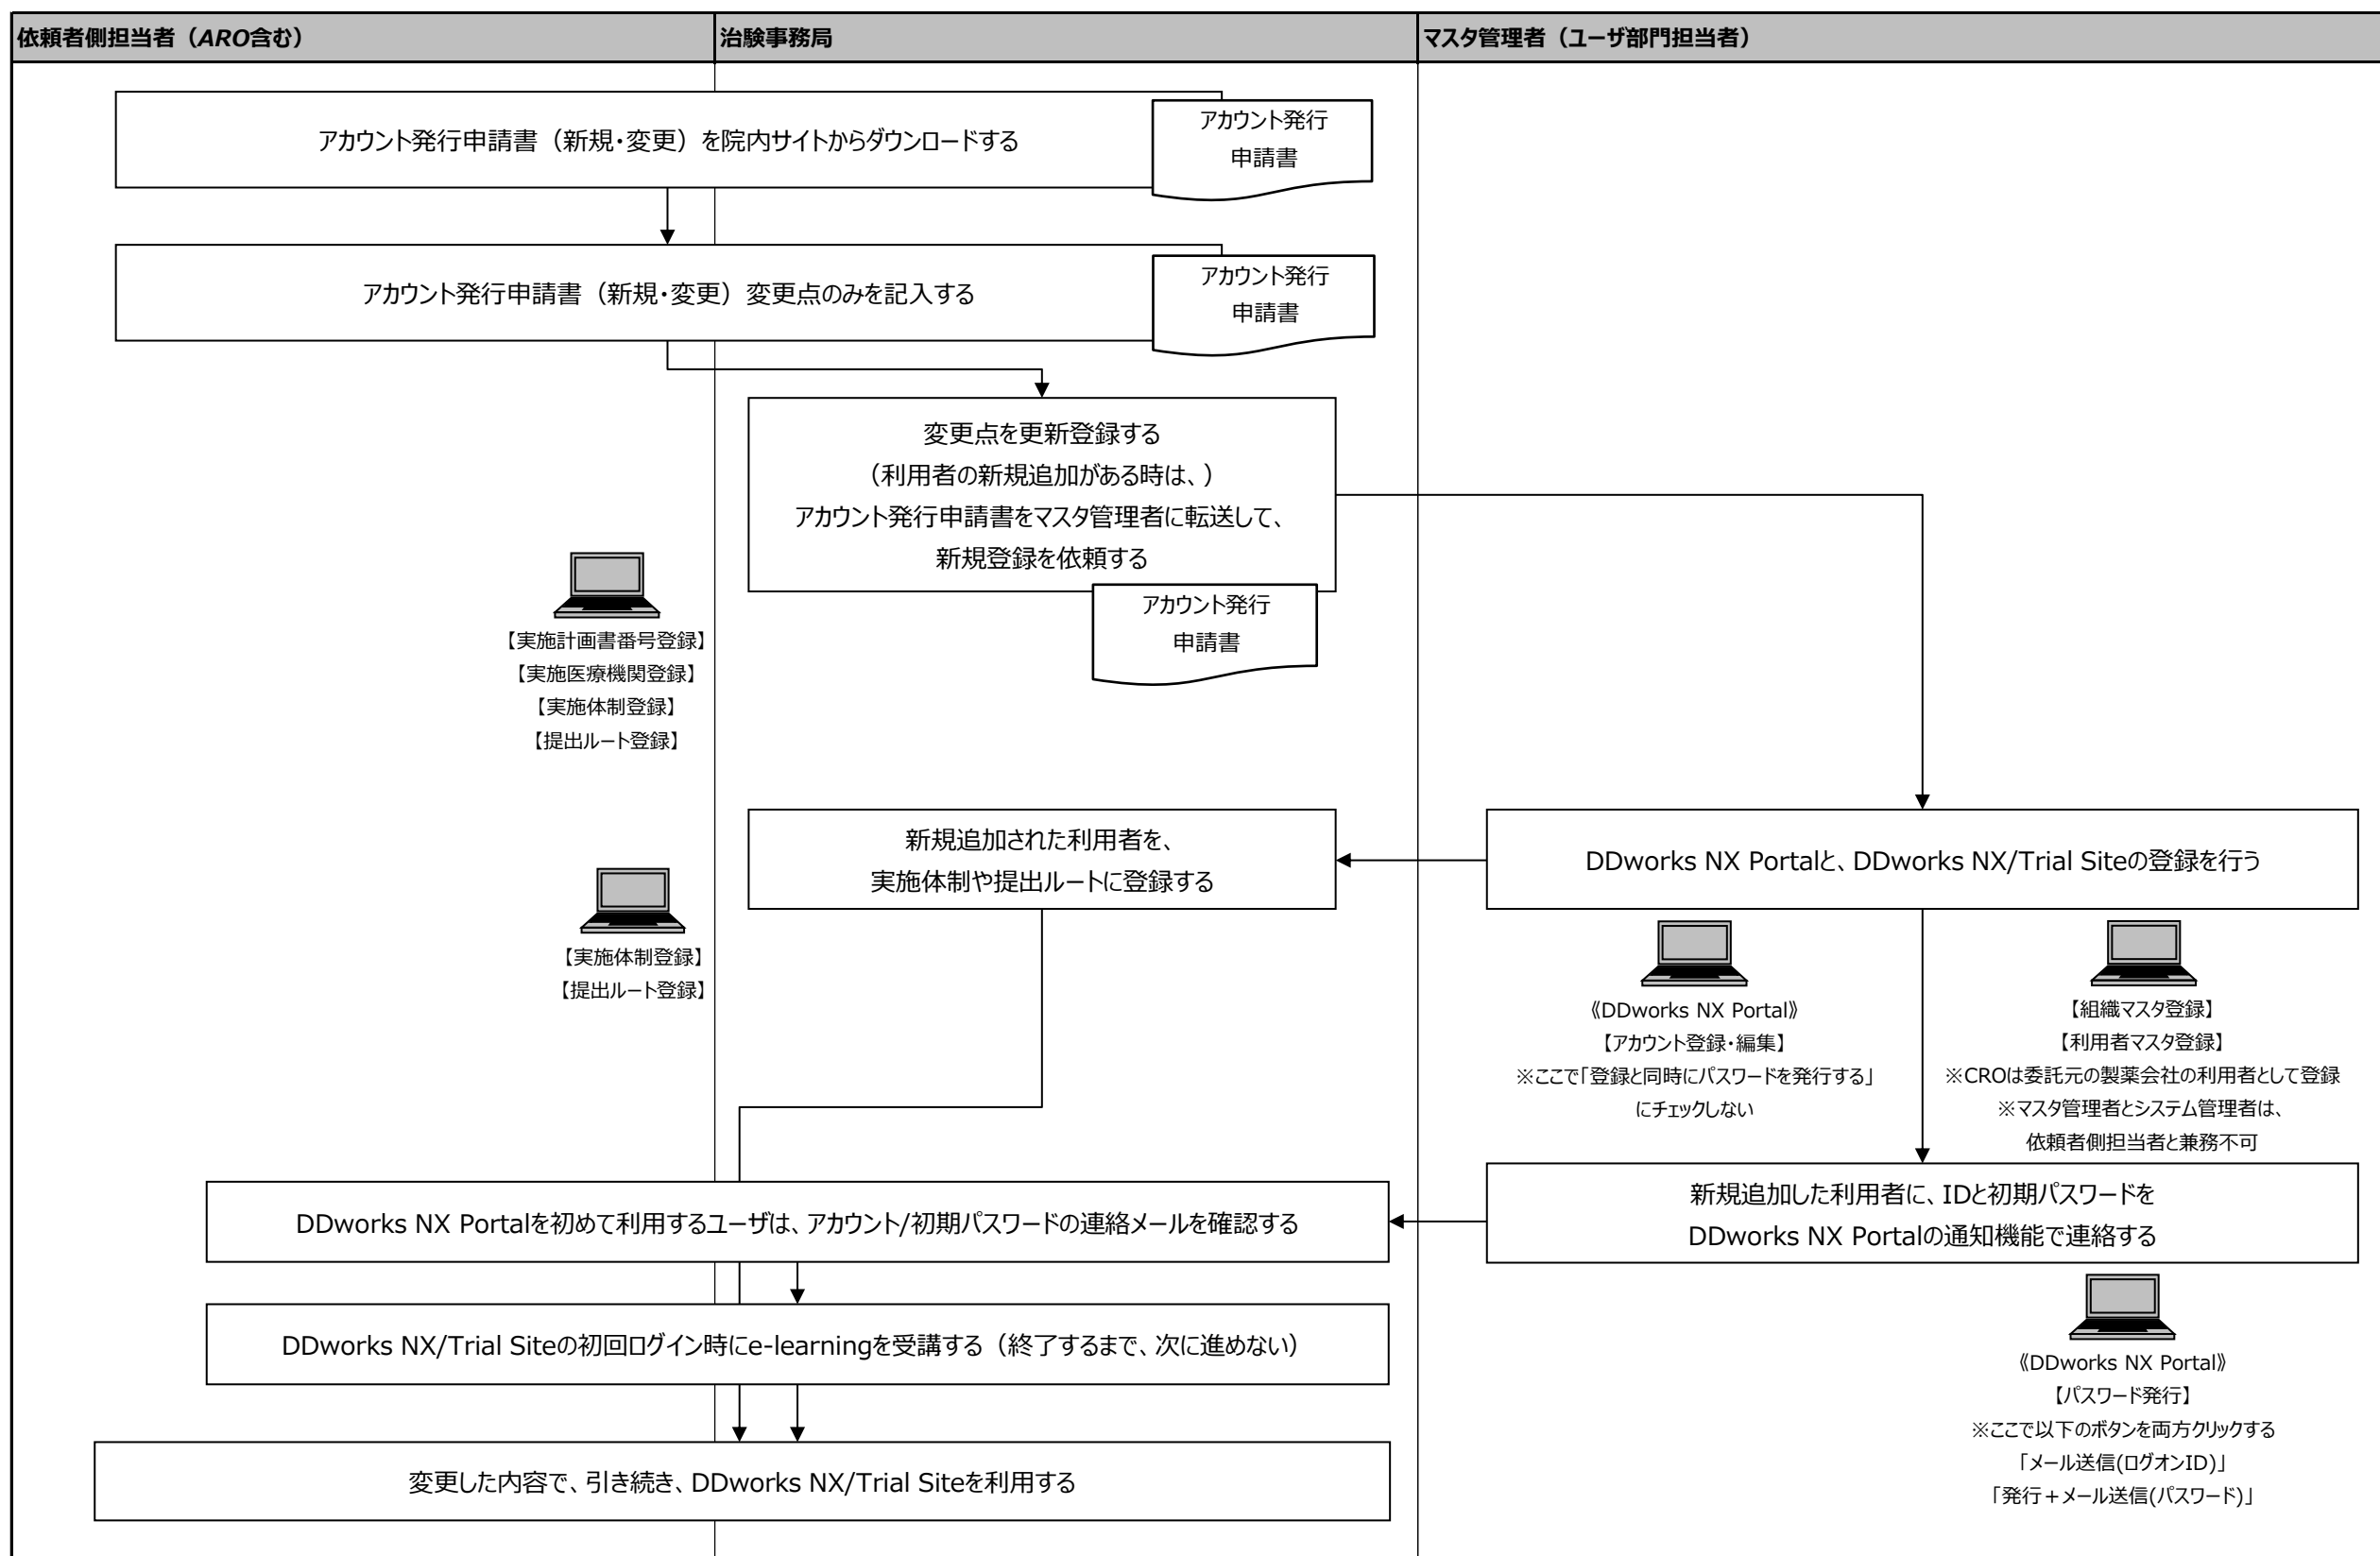 依頼者側担当者（ARO含む）
治験事務局
マスタ管理者（ユーザ部門担当者）
アカウント発行申請書（新規・変更）を院内サイトからダウンロードする
アカウント発行
申請書
アカウント発行申請書（新規・変更）変更点のみを記入する
アカウント発行
申請書
変更点を更新登録する
（利用者の新規追加がある時は、）
アカウント発行申請書をマスタ管理者に転送して、
新規登録を依頼する
アカウント発行
申請書
【実施計画書番号登録】
【実施医療機関登録】
【実施体制登録】
【提出ルート登録】
新規追加された利用者を、
実施体制や提出ルートに登録する
DDworks NX Portalと、DDworks NX/Trial Siteの登録を行う
【実施体制登録】
【提出ルート登録】
《DDworks NX Portal》
【アカウント登録・編集】
※ここで「登録と同時にパスワードを発行する」
にチェックしない
【組織マスタ登録】
【利用者マスタ登録】
※CROは委託元の製薬会社の利用者として登録
※マスタ管理者とシステム管理者は、
依頼者側担当者と兼務不可
DDworks NX Portalを初めて利用するユーザは、アカウント/初期パスワードの連絡メールを確認する
新規追加した利用者に、IDと初期パスワードを
DDworks NX Portalの通知機能で連絡する
DDworks NX/Trial Siteの初回ログイン時にe-learningを受講する（終了するまで、次に進めない）
《DDworks NX Portal》
【パスワード発行】
※ここで以下のボタンを両方クリックする
「メール送信(ログオンID)」
「発行＋メール送信(パスワード)」
変更した内容で、引き続き、DDworks NX/Trial Siteを利用する